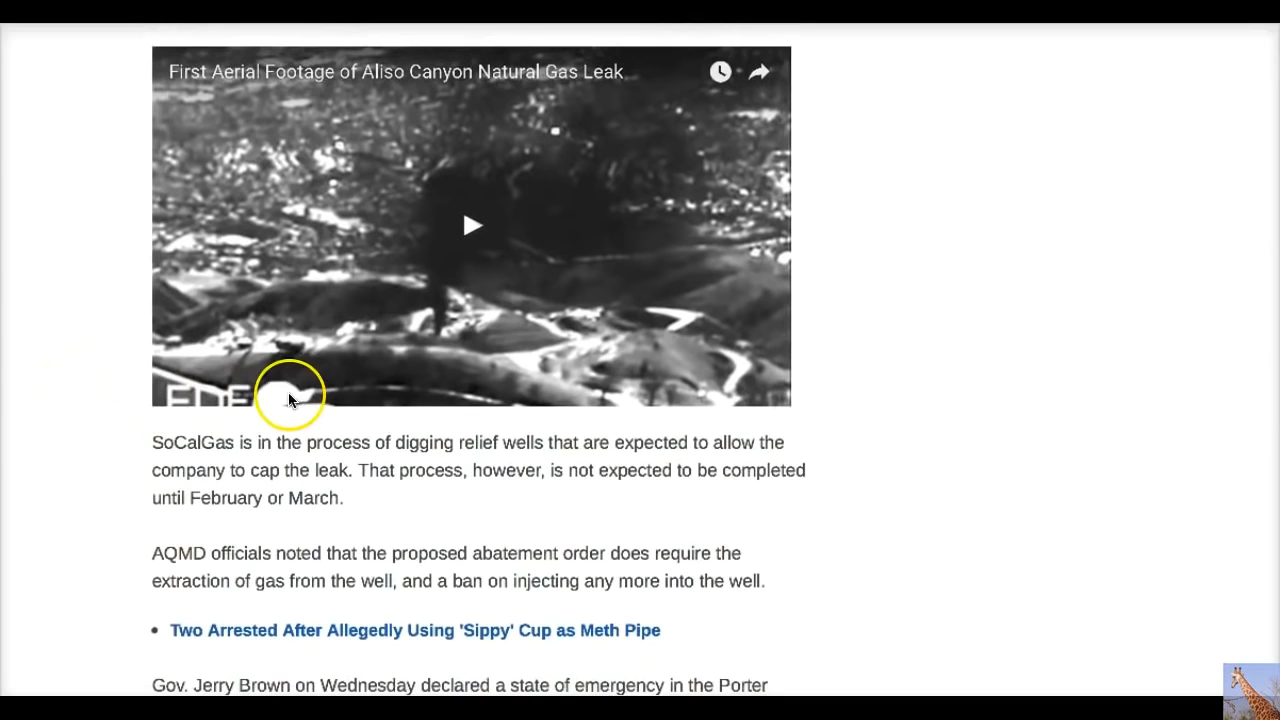 First Aerial Footage of Aliso Canyon Natural Gas Leak
EDF
SoCalGas is in the process of digging relief wells that are expected to allow the
company to cap the leak. That process, however, is not expected to be completed
until February or March.
AQMD officials noted that the proposed abatement order does require the
extraction of gas from the well, and a ban on injecting any more into the well.
• Two Arrested After Allegedly Using 'Sippy' Cup as Meth Pipe
Gov. Jerry Brown on Wednesday declared a state of emergency in the Porter